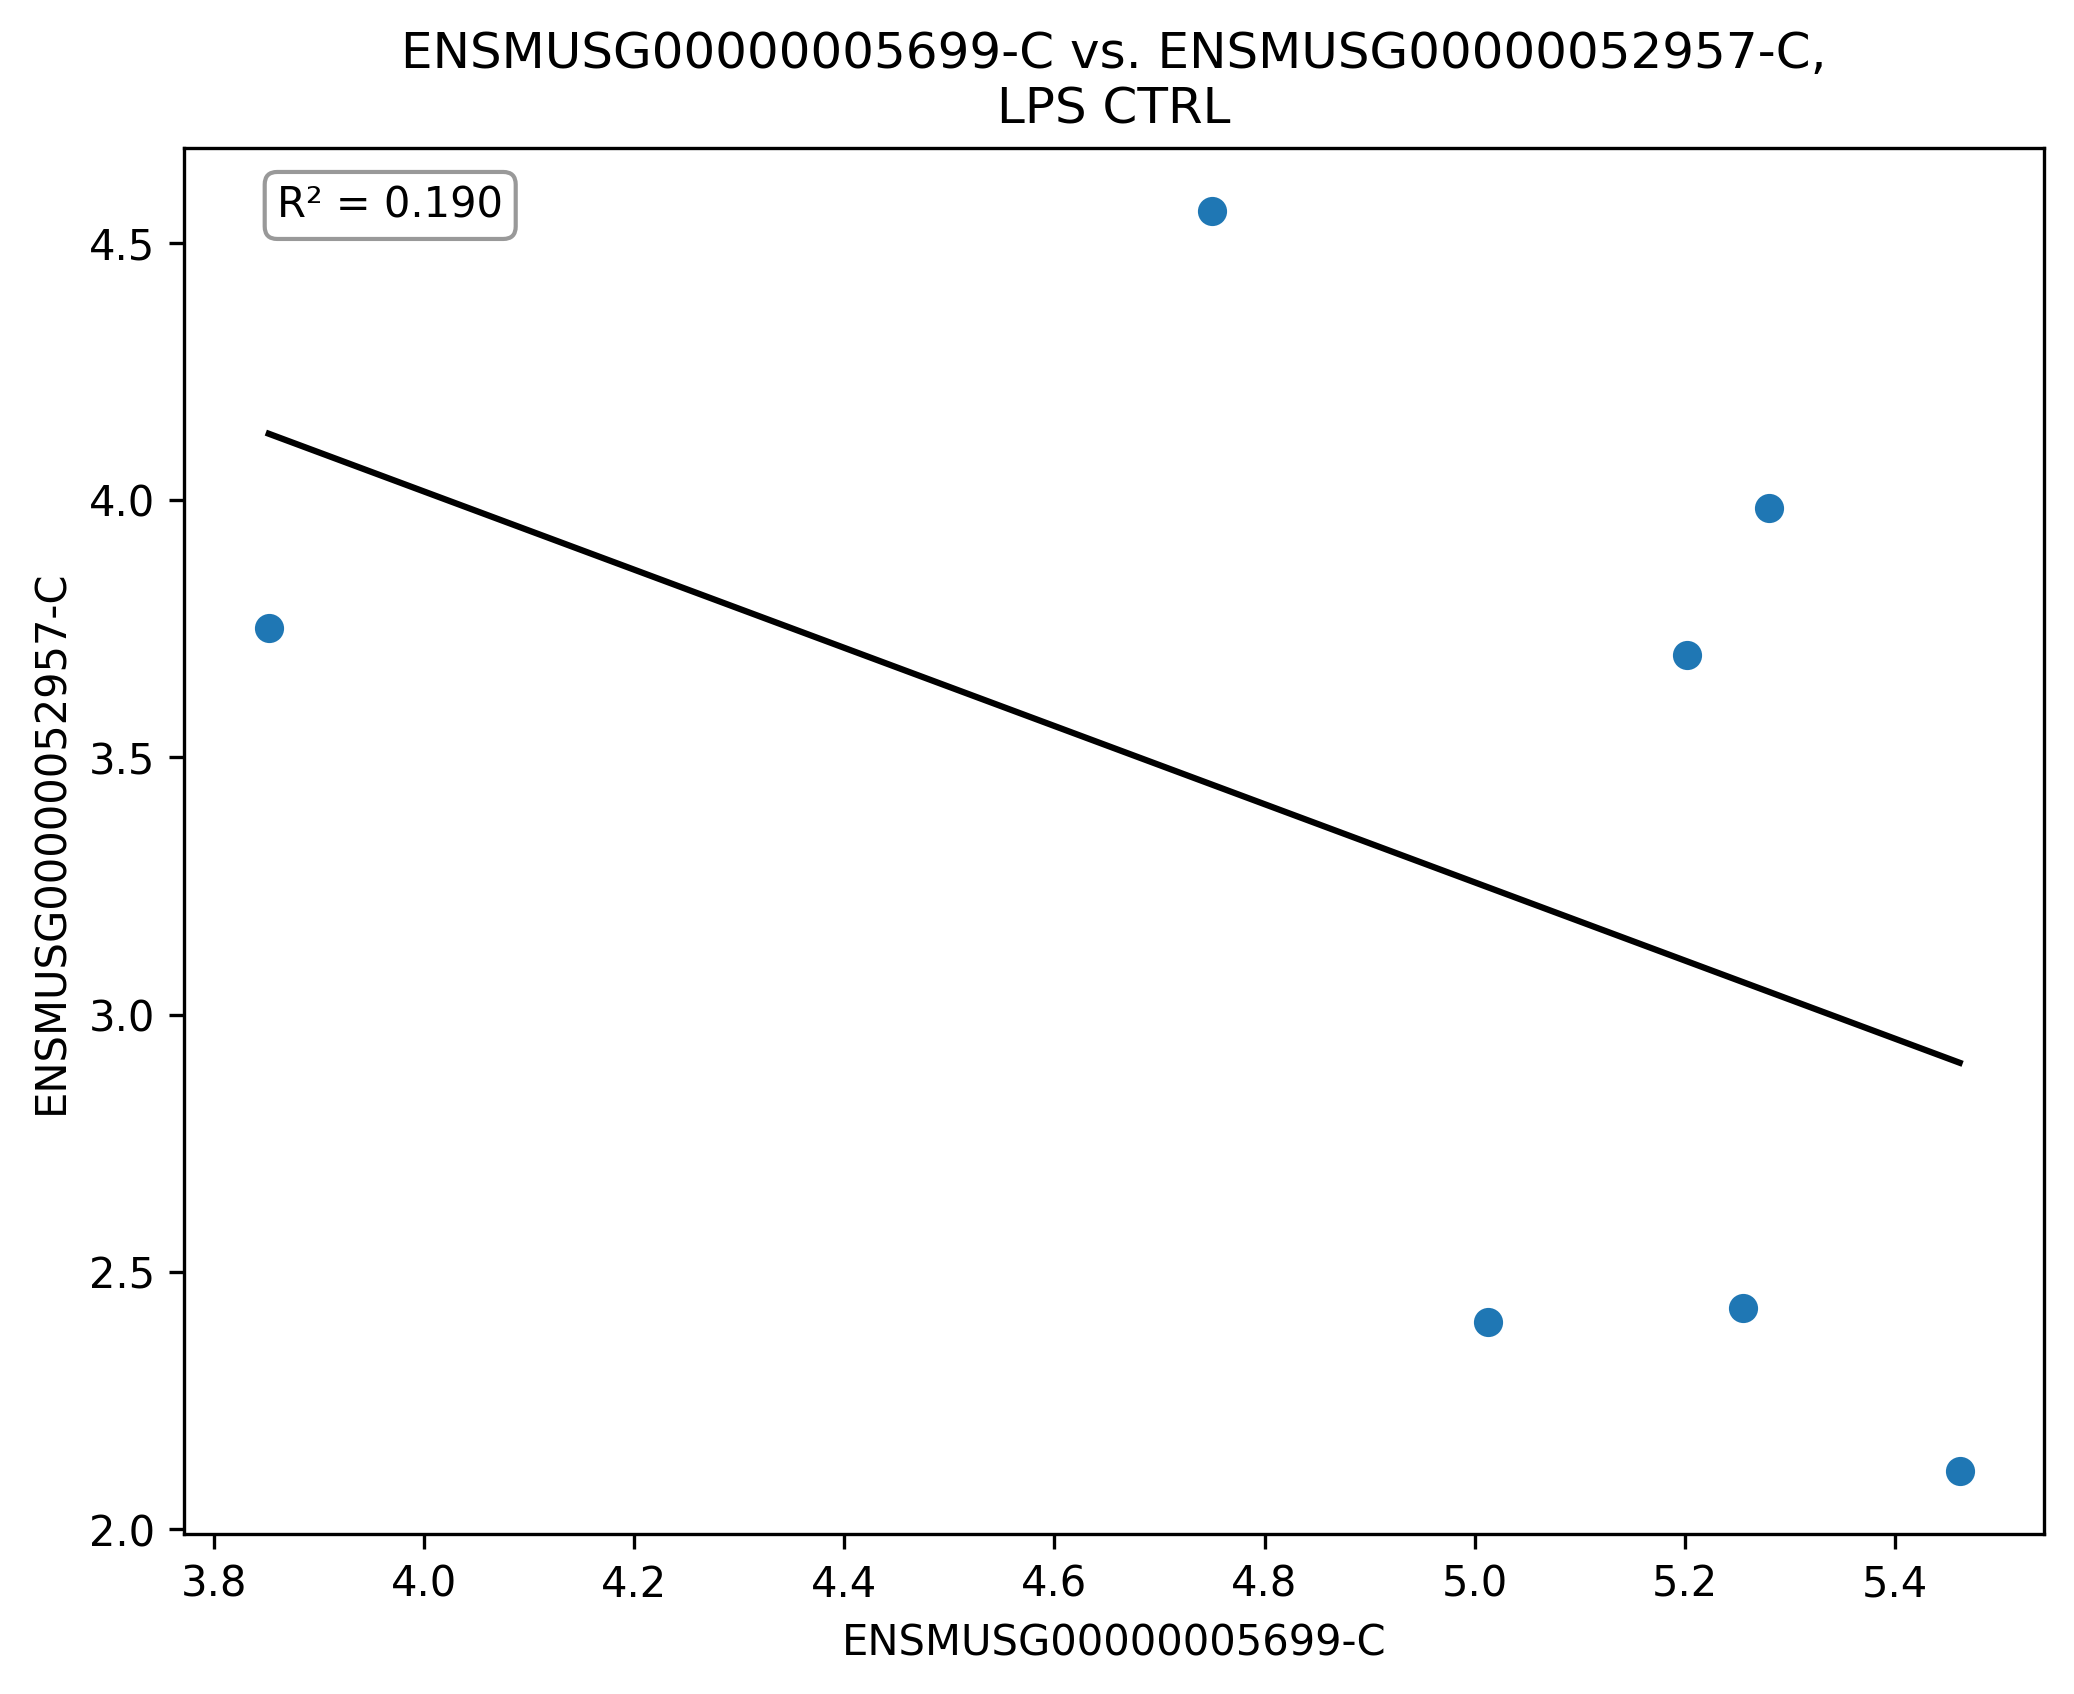 ENSMUSG00000005699-C vs. ENSMUSG00000052957-C,
LPS CTRL
R² = 0.190
4.5
4.0
3.5
3.0
2.5
2.0
ENSMUSG00000052957-C
3.8 4.0 4.2 4.4 4.6 4.8 5.0 5.2 5.4
ENSMUSG00000005699-C